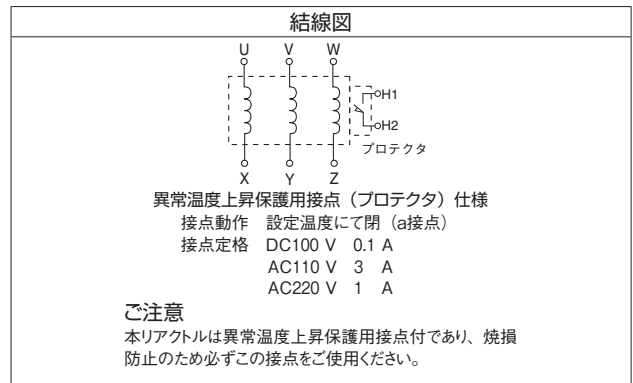 結線図
U V W
H1
H2
プロテクタ
X Y Z
異常温度上昇保護用接点（プロテクタ）仕様
接点動作 設定温度にて閉（a接点）
接点定格 DC100 V 0.1 A
AC110 V 3 A
AC220 V 1 A
ご注意
本リアクトルは異常温度上昇保護用接点付であり、焼損
防止のため必ずこの接点をご使用ください。